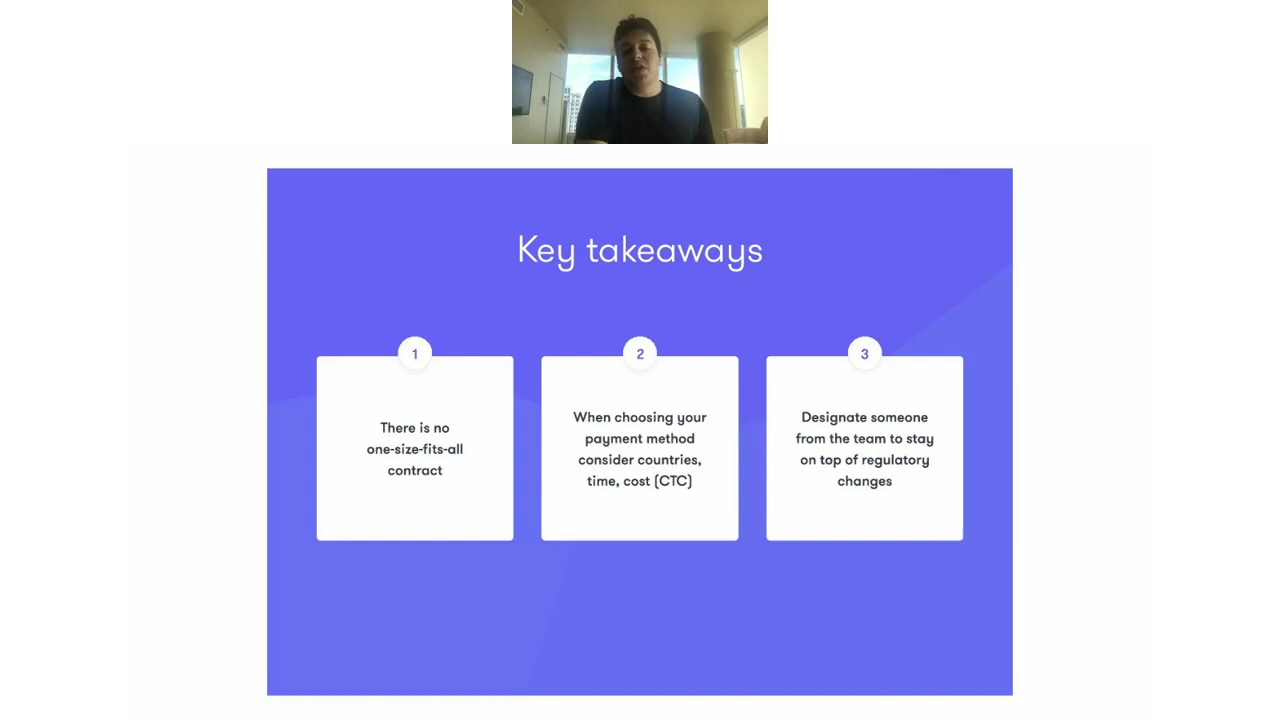 Key takeaways
1
There is no
one-size-fits-all
contract
2
When choosing your
payment method
consider countries,
time, cost (CTC)
3
Designate someone
from the team to stay
on top of regulatory
changes